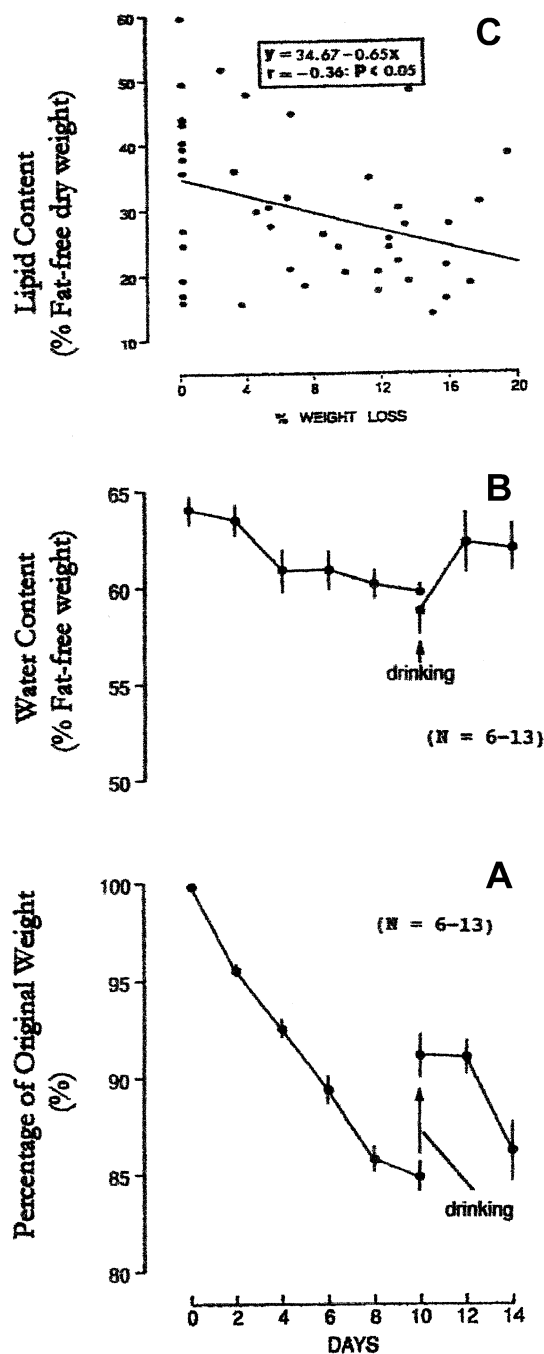 C
y = 34.67-0.65x
r = -0.36: P < 0.05
Lipid Content
(% Fat-free dry weight)
60
50
40
30
20
10
0
4
8
12
16
20
% WEIGHT LOSS
B
Water Content
(% Fat-free weight)
65
60
55
50
drinking
(N = 6-13)
A
Percentage of Original Weight
(%)
100
95
90
85
80
(N = 6-13)
drinking
0
2
4
6
8
10
12
14
DAYS